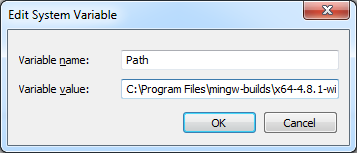 Edit System Variable
Variable name: Path
Variable value: C:\Program Files\mingw-builds\x64-4.8.1-wi
OK Cancel